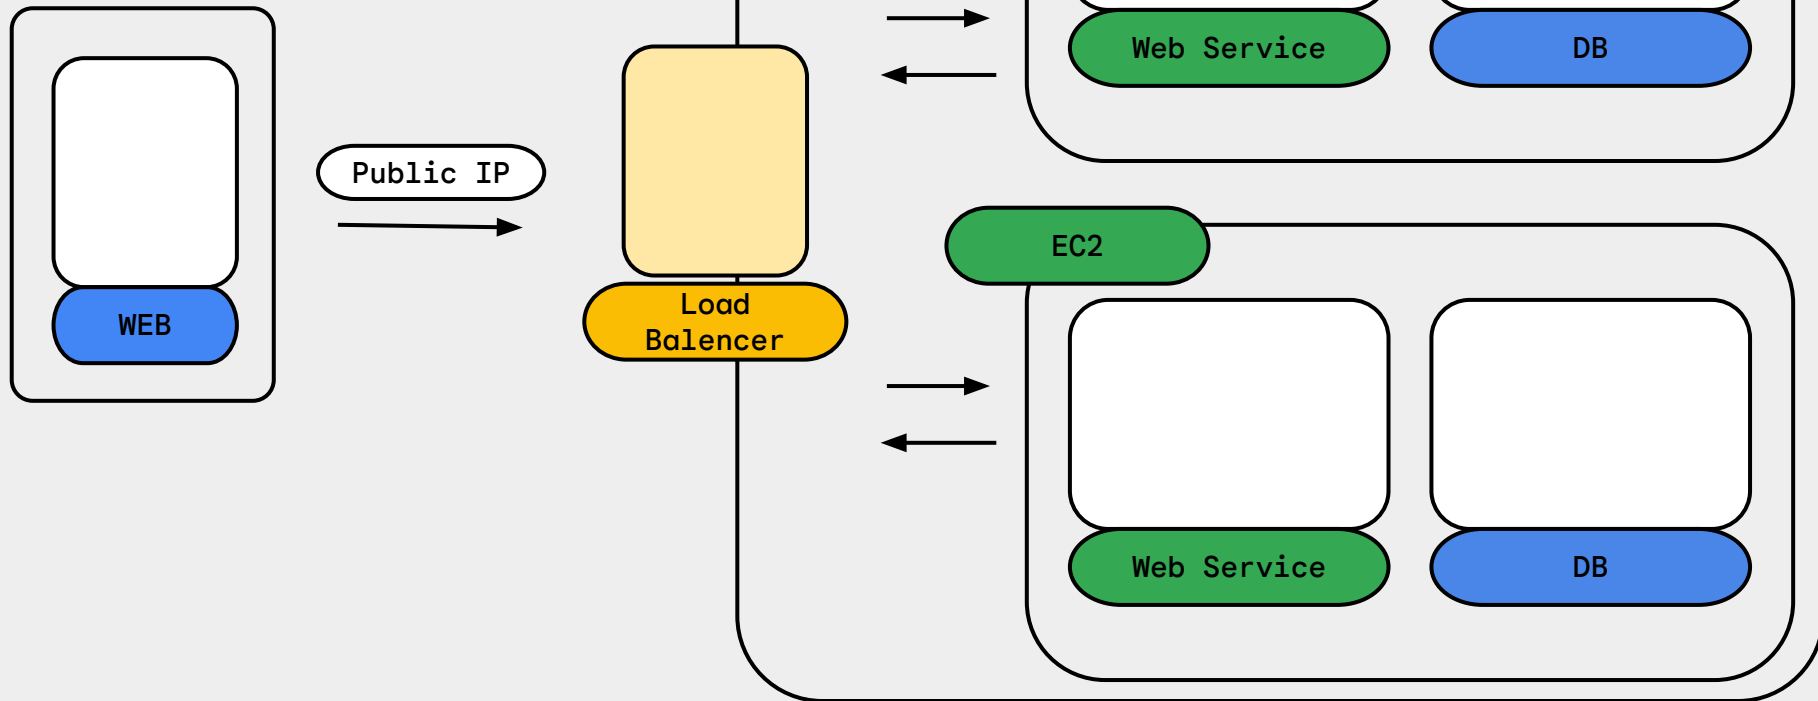 Web Service
DB
Public IP
EC2
WEB
Load
Balencer
Web Service
DB